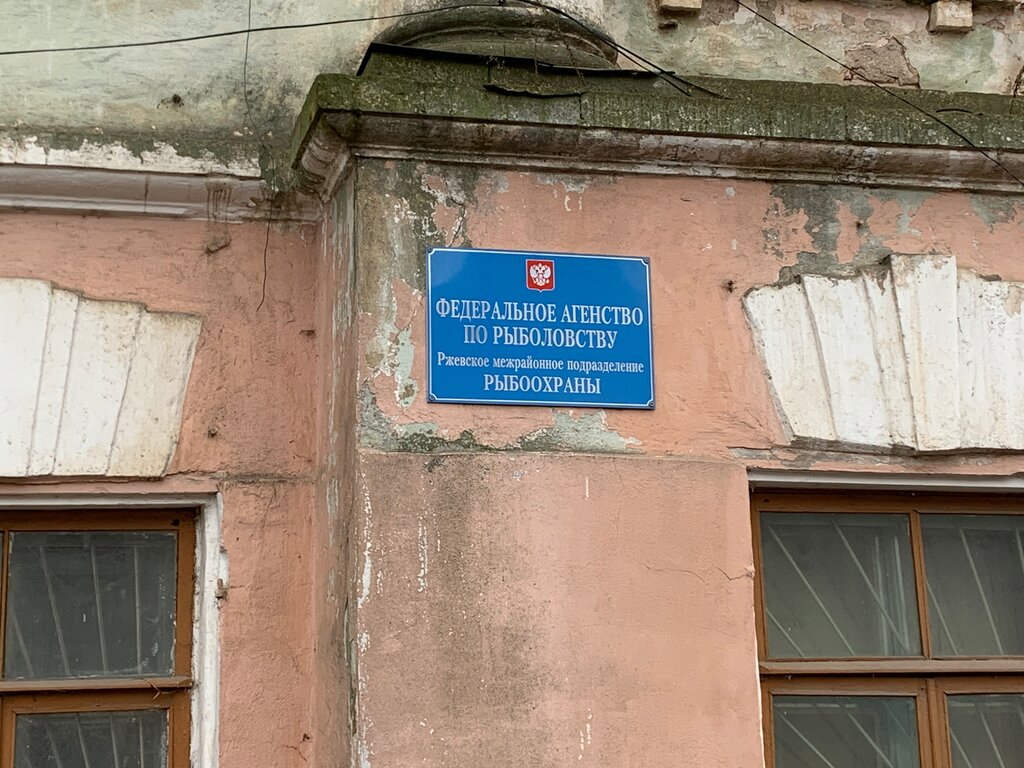 ФЕДЕРАЛЬНОЕ АГЕНСТВО
ПО РЫБОЛОВСТВУ
Ржевское межрайонное подразделение
РЫБООХРАНЫ